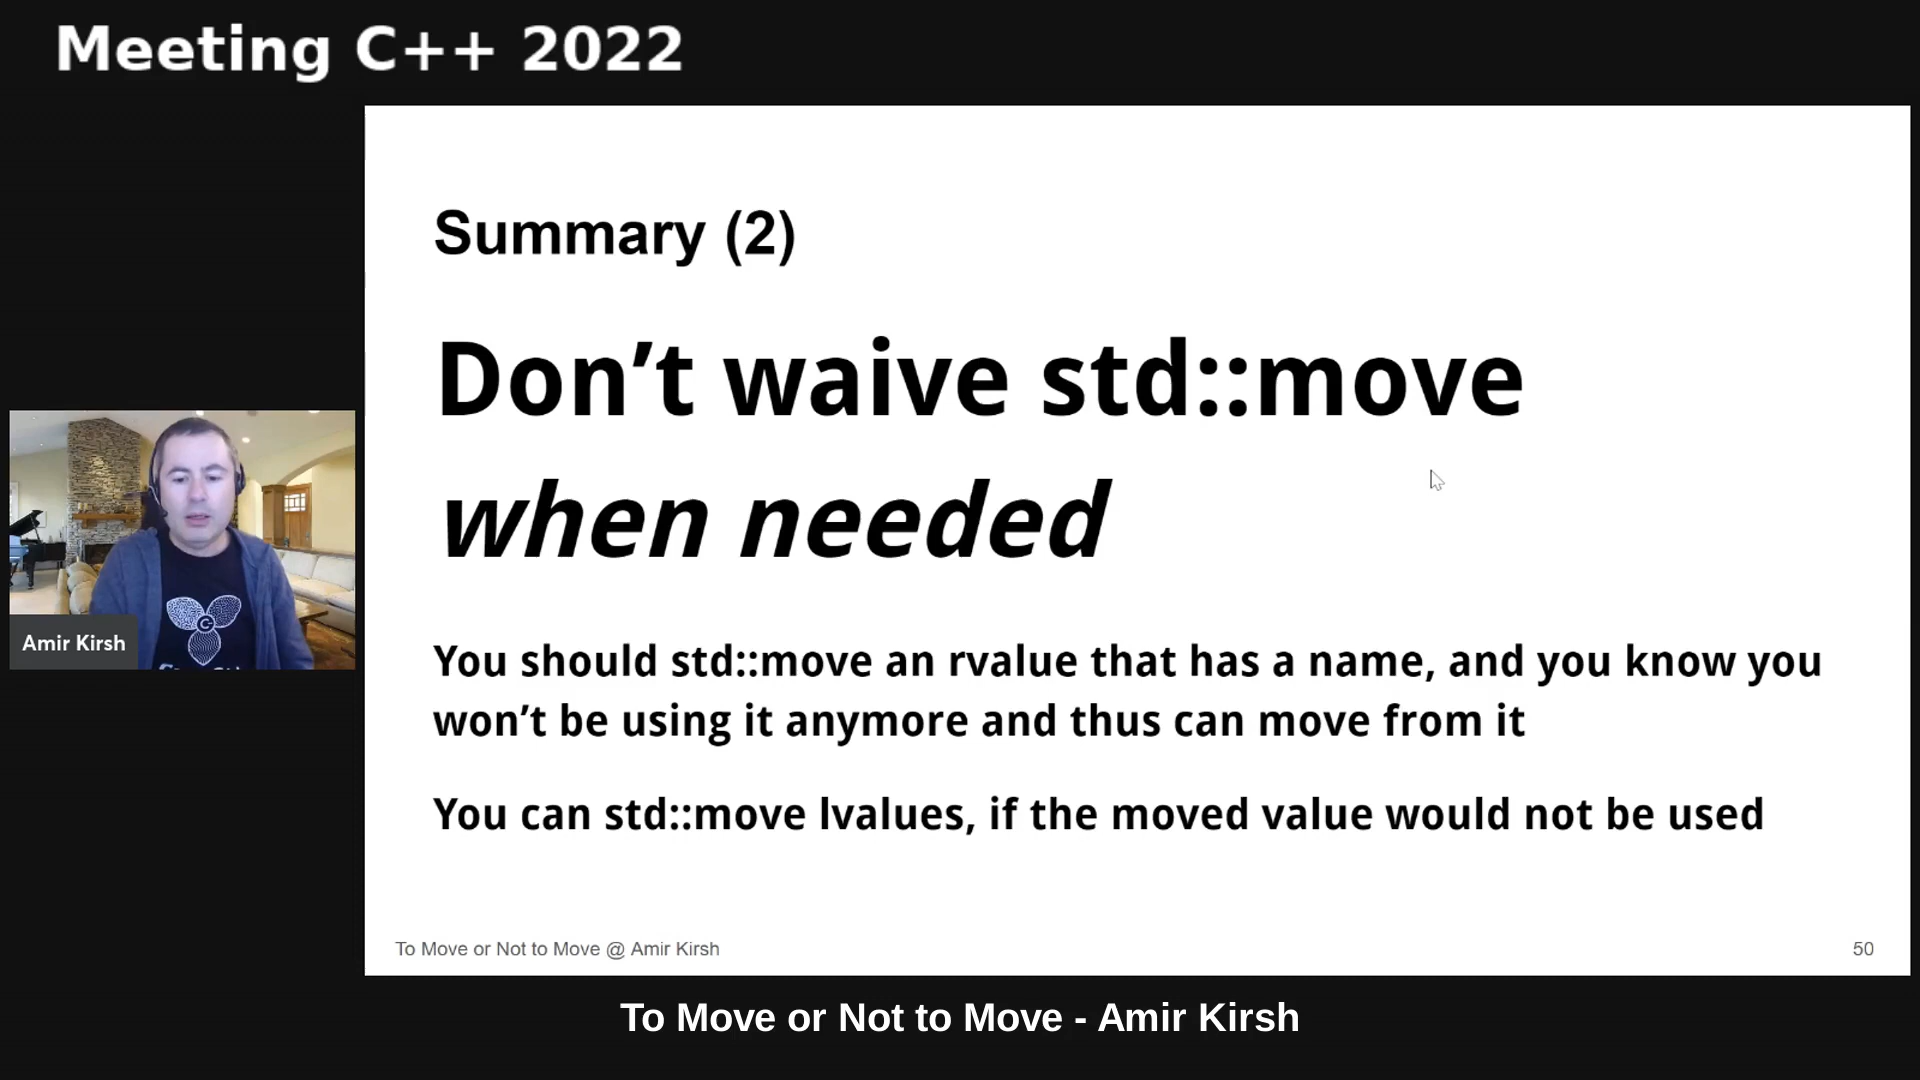 Meeting C++ 2022
Summary (2)
Don’t waive std::move
when needed
You should std::move an rvalue that has a name, and you know you
won’t be using it anymore and thus can move from it
You can std::move lvalues, if the moved value would not be used
Amir Kirsh
To Move or Not to Move @ Amir Kirsh
50
To Move or Not to Move - Amir Kirsh